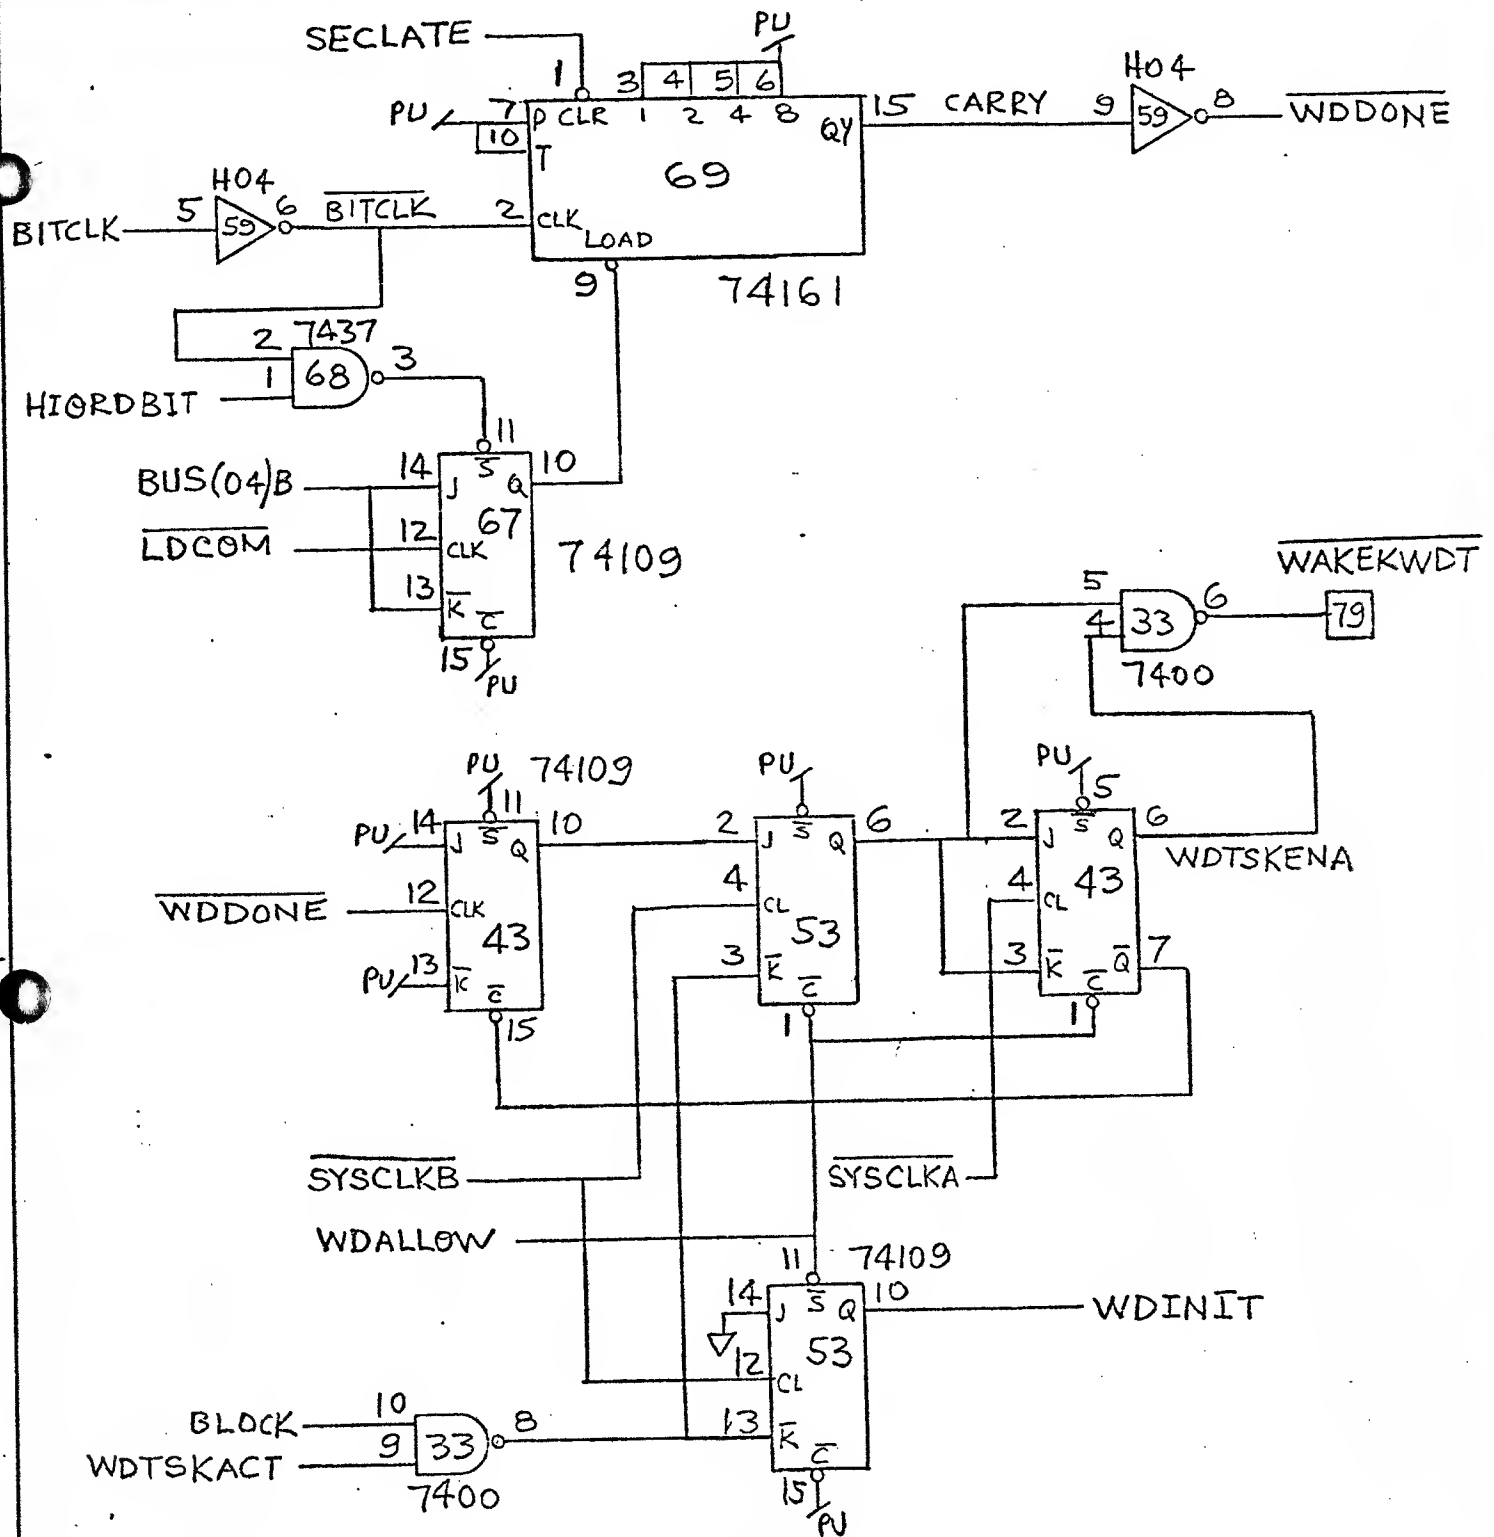 SECLATE
PU
1
3 4 5 6
H04
PU
7
P CLR 1 2 4 8
QY
15 CARRY 9
59
8
WDDONE
10
T
69
H04
5
59
6
BITCLK
BITCLK
2
CLK
LOAD
9
74161
2
7437
1
68
3
HIORDBIT
11
S
BUS(04)B
14
J
Q
10
67
LDCOM
12
CLK
74109
13
K
C
15
PU
WAKEKWDT
5
4
33
6
79
7400
PU
74109
11
PU
14
J
S
Q
10
WDDONE
12
CLK
43
PU
13
K
C
15
PU
2
J
S
Q
6
4
CL
53
3
K
C
1
PU
5
2
J
S
Q
6
WDTSKENA
4
CL
43
3
K
Q
7
C
1
SYSCLKB
SYSCLKA
WDALLOW
11
74109
14
J
S
Q
10
WDINIT
53
12
CL
BLOCK
10
WDTSKACT
9
33
8
7400
13
K
C
15
PU